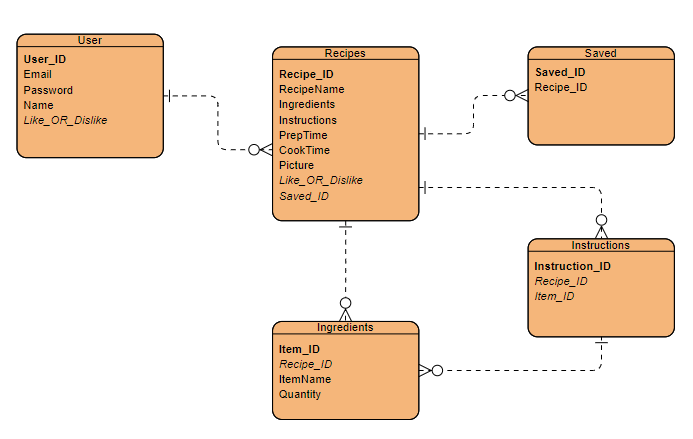 User
User_ID
Email
Password
Name
Like_OR_Dislike
Recipes
Recipe_ID
RecipeName
Ingredients
Instructions
PrepTime
CookTime
Picture
Like_OR_Dislike
Saved_ID
Saved
Saved_ID
Recipe_ID
Instructions
Instruction_ID
Recipe_ID
Item_ID
Ingredients
Item_ID
Recipe_ID
ItemName
Quantity